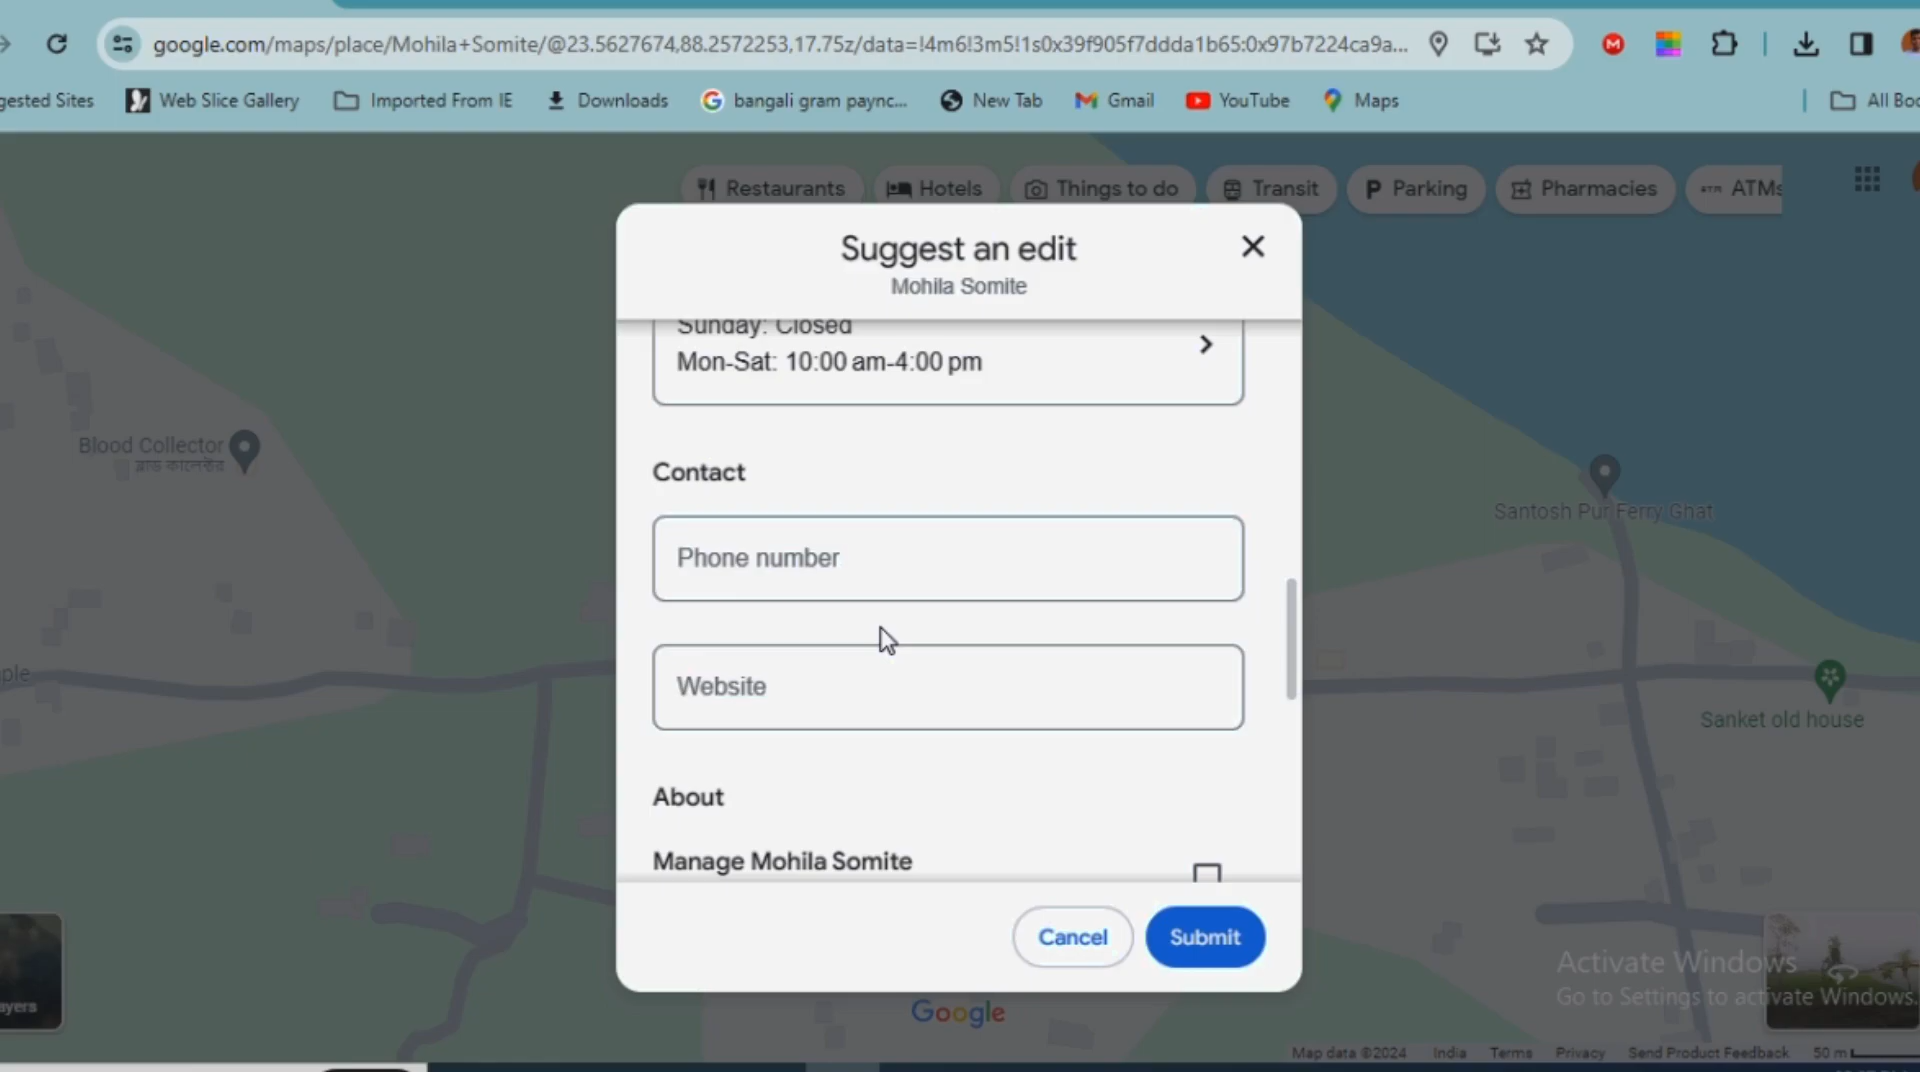 google.com/maps/place/Mohila+Somite/@23.5627674,88.2572253,17.75z/data=!4m6!3m5!1s0x39f905f7ddda1b65:0x97b7224ca9a...
gested Sites
Web Slice Gallery
Imported From IE
Downloads
bangali gram paync...
New Tab
Gmail
YouTube
Maps
All Boo
Restaurants
Hotels
Things to do
Transit
P Parking
Pharmacies
ATMs
Suggest an edit
Mohila Somite
Sunday: Closed
Mon-Sat: 10:00 am-4:00 pm
Blood Collector
ব্লাড কালেক্টর
Contact
Santosh Pur Ferry Ghat
Phone number
ple
Website
Sanket old house
About
Manage Mohila Somite
Cancel
Submit
Activate Windows
Go to Settings to activate Windows.
ayers
Google
Map data ©2024
India
Terms
Privacy
Send Product Feedback
50 m